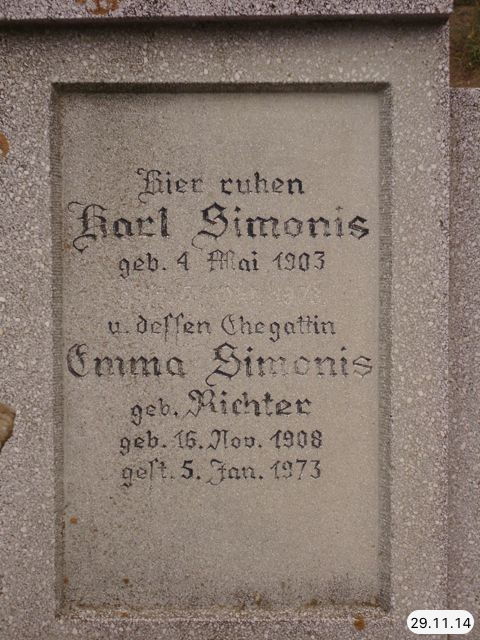 Hier ruhen
Karl Simonis
geb. 4 Mai 1903
u. dessen Ehegattin
Emma Simonis
geb. Richter
geb. 16. Nov. 1908
gest. 5. Jan. 1973
29.11.14